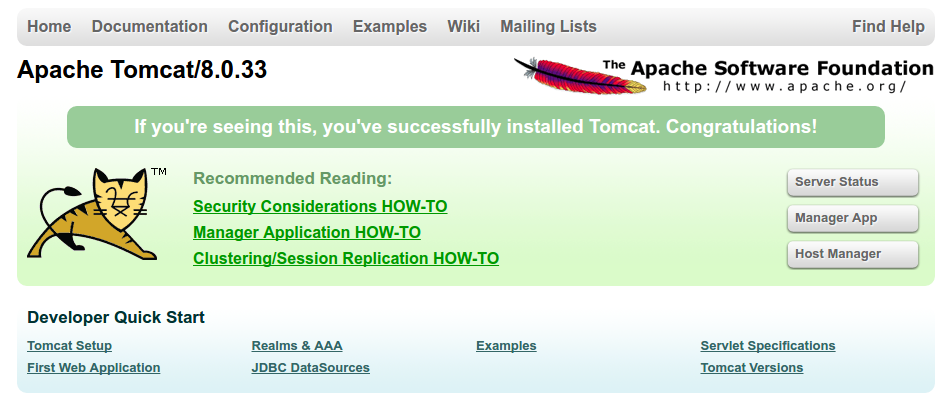 Home Documentation Configuration Examples Wiki Mailing Lists Find Help
Apache Tomcat/8.0.33
The Apache Software Foundation
http://www.apache.org/
If you're seeing this, you've successfully installed Tomcat. Congratulations!
TM
Recommended Reading:
Security Considerations HOW-TO
Manager Application HOW-TO
Clustering/Session Replication HOW-TO
Server Status
Manager App
Host Manager
Developer Quick Start
Tomcat Setup Realms & AAA Examples Servlet Specifications
First Web Application JDBC DataSources Tomcat Versions